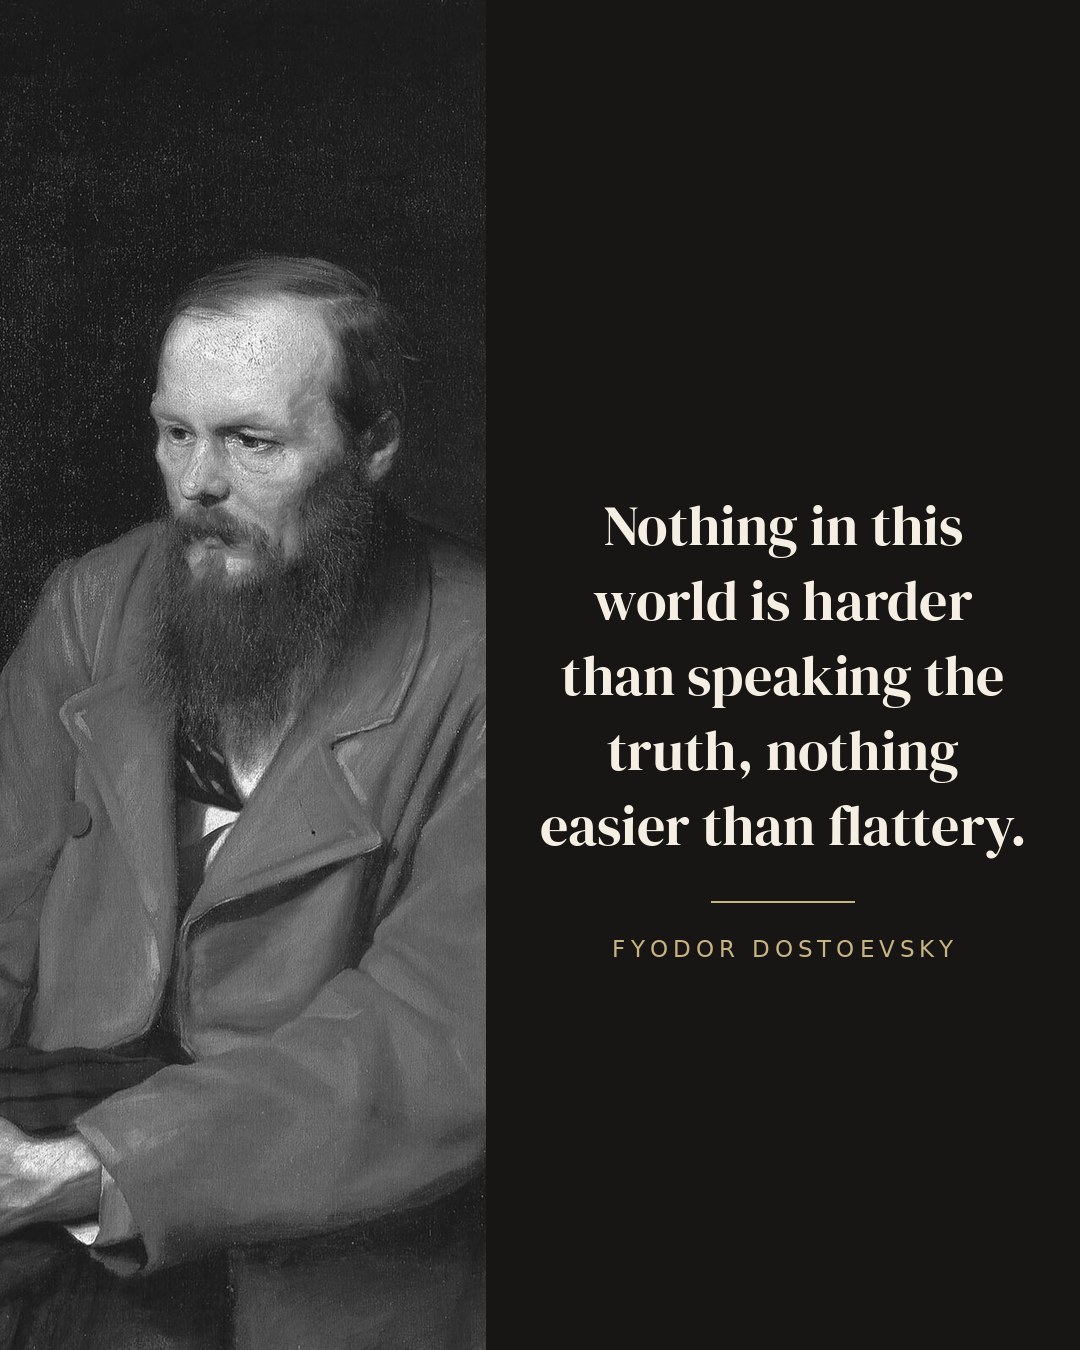 Nothing in this
world is harder
than speaking the
truth, nothing
easier than flattery.
FYODOR DOSTOEVSKY